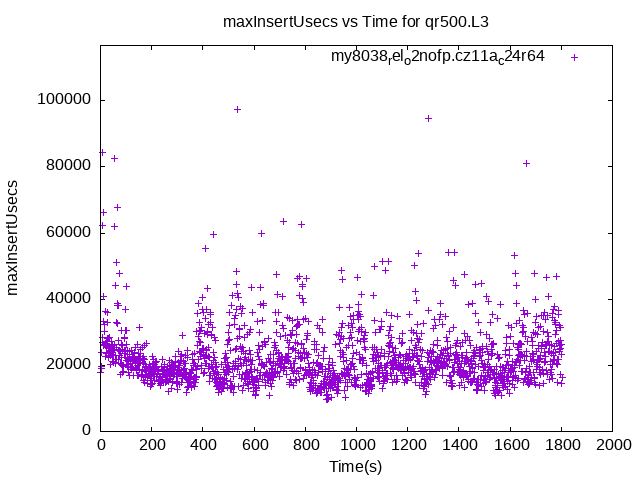 maxInsertUsecs vs Time for qr500.L3
my8038rel_o2nofp.cz11a_c24r64
maxInsertUsecs
100000
80000
60000
40000
20000
0
0 200 400 600 800 1000 1200 1400 1600 1800 2000
Time(s)